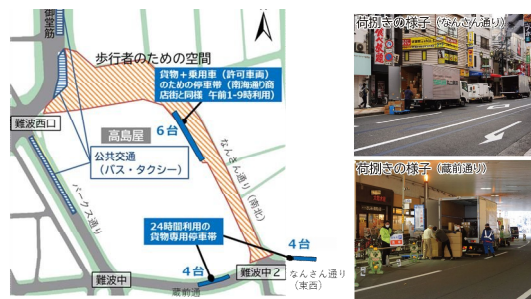 御堂筋
歩行者のための空間
貨物+乗用車(許可車両)
のための停車帯(南海通り商
店街と同様 午前1-9時利用)
6台
難波西口
高島屋
公共交通
(バス・タクシー)
なんさん通り(南北)
パークス通り
24時間利用の
貨物専用停車帯
4台
4台
難波中
蔵前通
難波中2
なんさん通り
(東西)
荷捌きの様子(なんさん通り)
荷捌きの様子(蔵前通り)